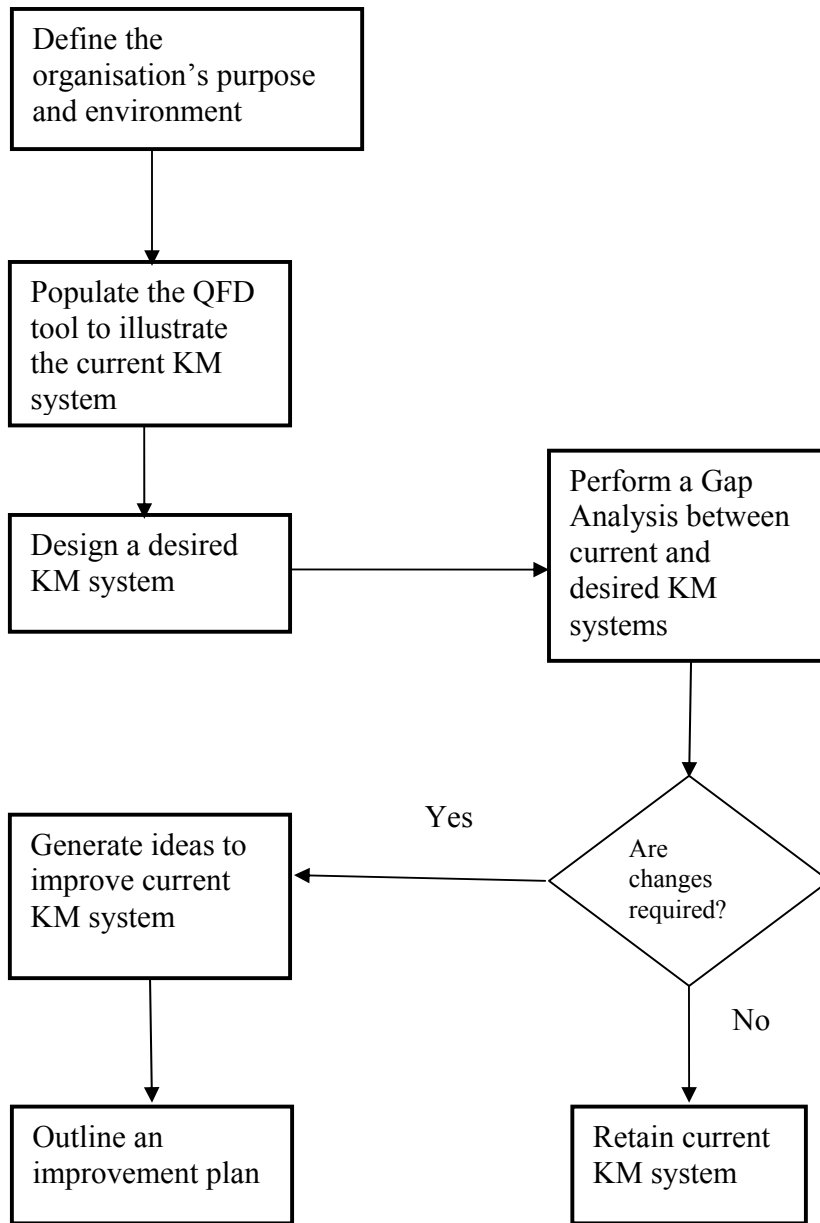 Define the
organisation’s purpose
and environment
Populate the QFD
tool to illustrate
the current KM
system
Design a desired
KM system
Perform a Gap
Analysis between
current and
desired KM
systems
Are
changes
required?
Yes
Generate ideas to
improve current
KM system
Outline an
improvement plan
No
Retain current
KM system